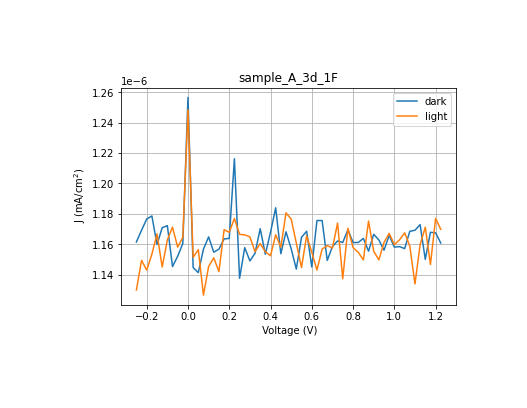 sample_A_3d_1F
1e−6
1.26
1.24
1.22
1.20
1.18
1.16
1.14
J (mA/cm²)
dark
light
−0.2 0.0 0.2 0.4 0.6 0.8 1.0 1.2
Voltage (V)